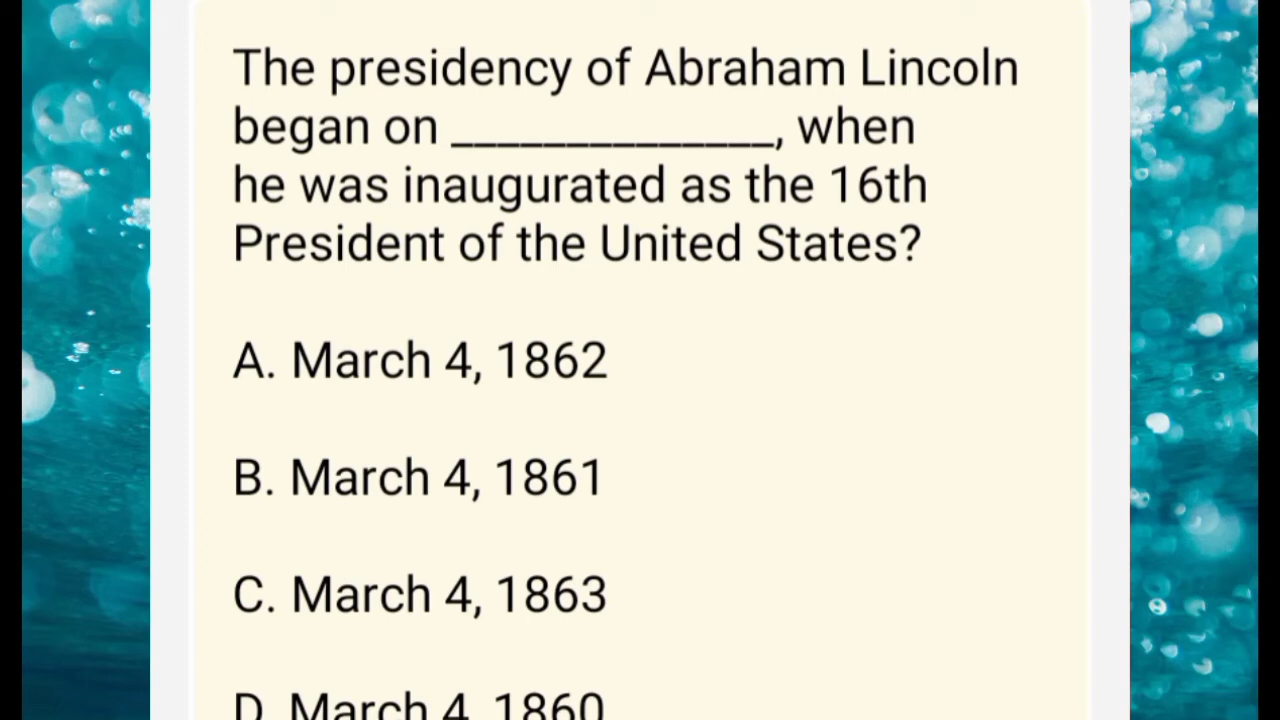 The presidency of Abraham Lincoln
began on ______________, when
he was inaugurated as the 16th
President of the United States?
A. March 4, 1862
B. March 4, 1861
C. March 4, 1863
D. March 4, 1860